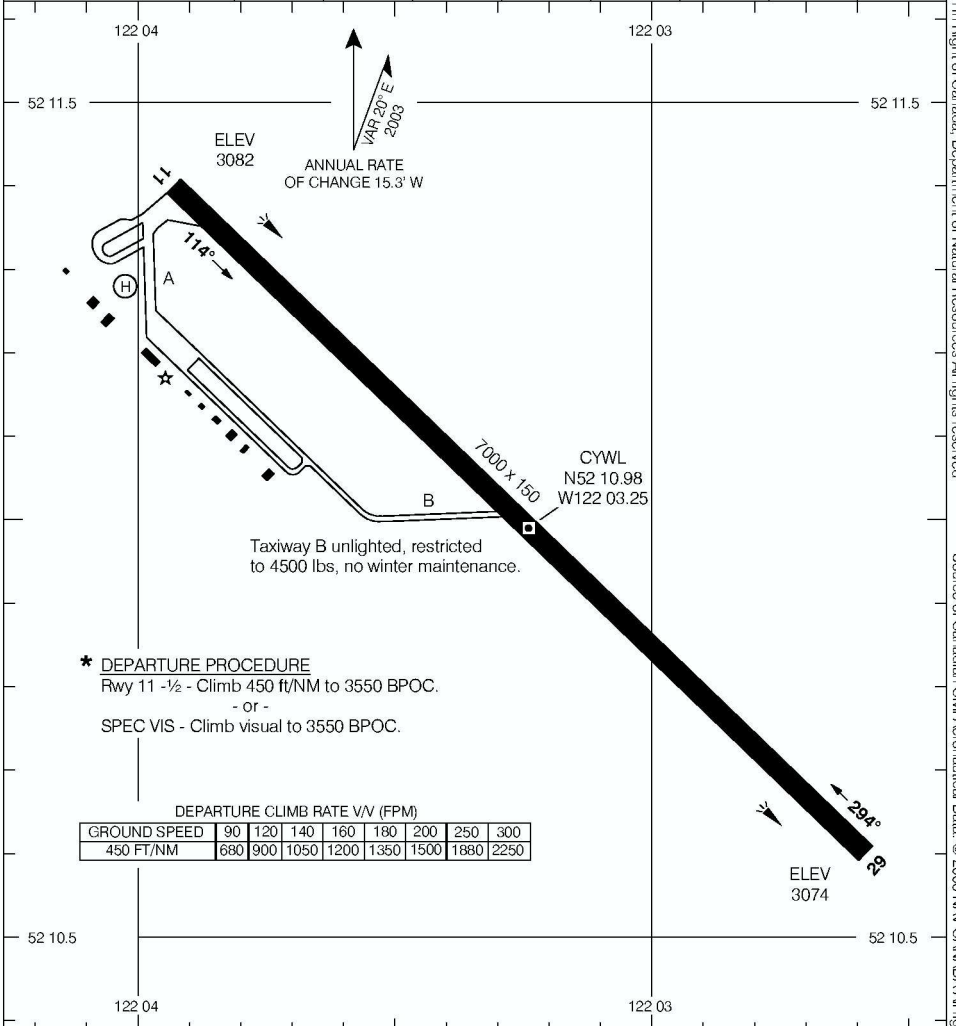 122 04
122 03
52 11.5
52 11.5
VAR 20° E
2003
ELEV
3082
ANNUAL RATE
OF CHANGE 15.3' W
11
114°
A
H
7000 x 150
CYWL
N52 10.98
W122 03.25
B
Taxiway B unlighted, restricted
to 4500 lbs, no winter maintenance.
* DEPARTURE PROCEDURE
Rwy 11 -½ - Climb 450 ft/NM to 3550 BPOC.
- or -
SPEC VIS - Climb visual to 3550 BPOC.
DEPARTURE CLIMB RATE V/V (FPM)
GROUND SPEED 90 120 140 160 180 200 250 300
450 FT/NM 680 900 1050 1200 1350 1500 1880 2250
294°
29
ELEV
3074
52 10.5
52 10.5
122 04
122 03